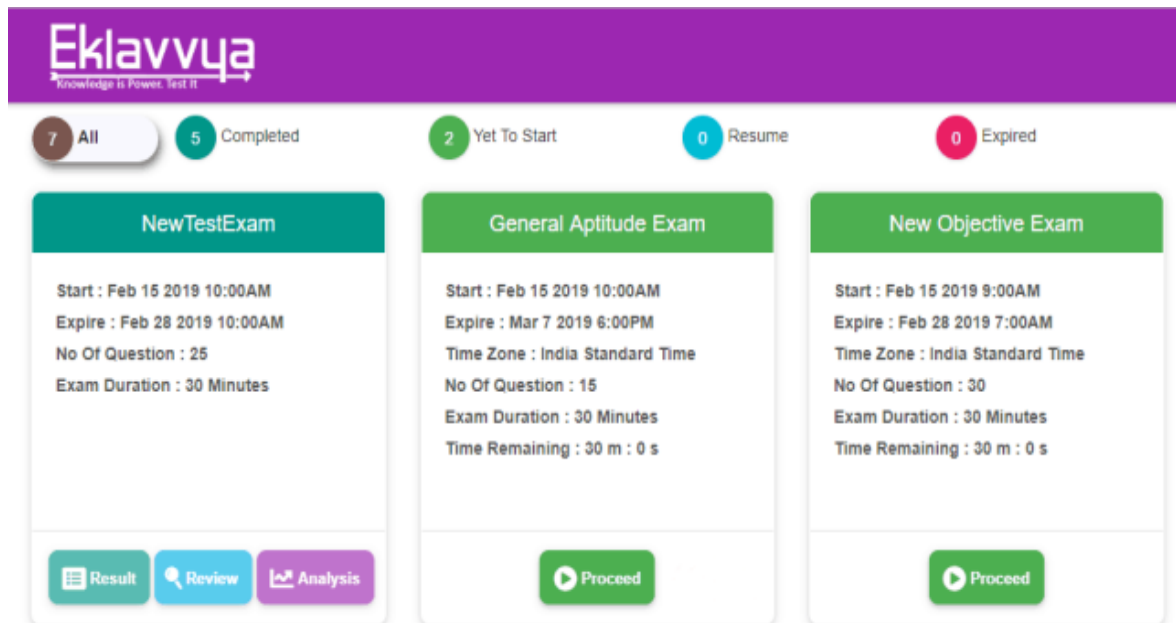 Eklavvya
Knowledge is Power. Test It
7 All
5 Completed
2 Yet To Start
0 Resume
0 Expired
NewTestExam
Start : Feb 15 2019 10:00AM
Expire : Feb 28 2019 10:00AM
No Of Question : 25
Exam Duration : 30 Minutes
Result
Review
Analysis
General Aptitude Exam
Start : Feb 15 2019 10:00AM
Expire : Mar 7 2019 6:00PM
Time Zone : India Standard Time
No Of Question : 15
Exam Duration : 30 Minutes
Time Remaining : 30 m : 0 s
Proceed
New Objective Exam
Start : Feb 15 2019 9:00AM
Expire : Feb 28 2019 7:00AM
Time Zone : India Standard Time
No Of Question : 30
Exam Duration : 30 Minutes
Time Remaining : 30 m : 0 s
Proceed